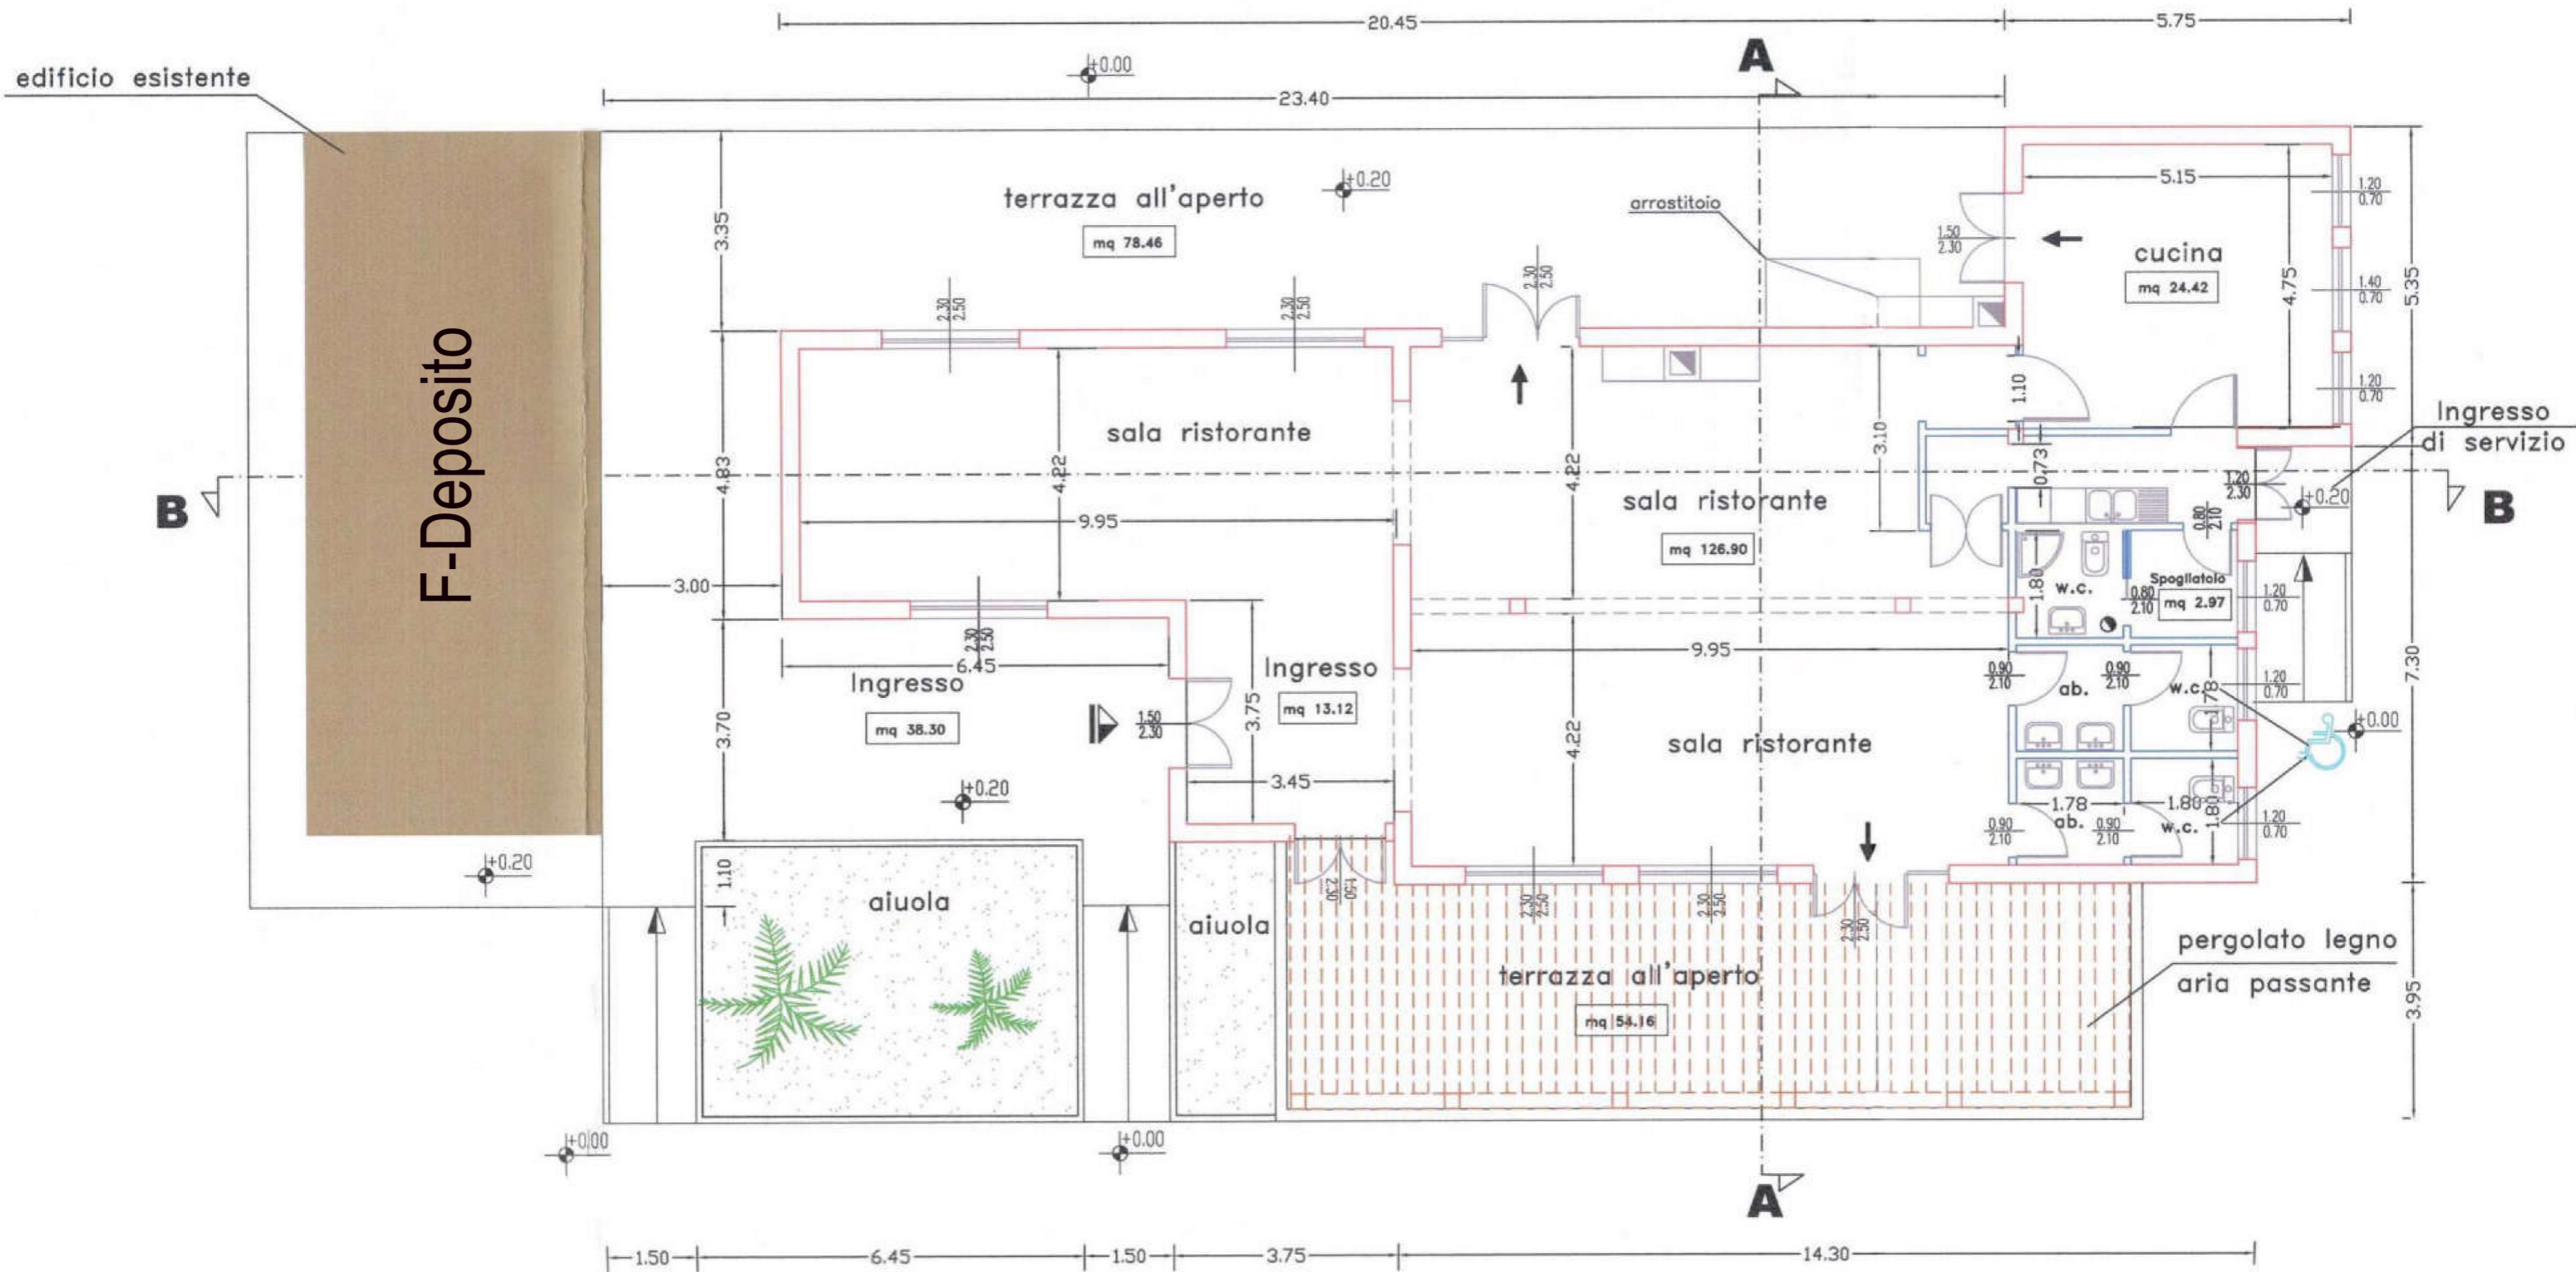 20.45
5.75
A
+0.00
edificio esistente
23.40
terrazza all'aperto
mq 78.46
+0.20
3.35
arrostitoio
5.15
1.20
0.70
1.50
2.30
cucina
mq 24.42
4.75
5.35
1.40
0.70
2.30
2.50
2.30
2.50
2.30
2.50
1.10
1.20
0.70
Ingresso
di servizio
F-Deposito
sala ristorante
4.83
4.22
4.22
3.10
0.73
1.20
2.30
+0.20
B
B
9.95
sala ristorante
mq 126.90
0.80
2.10
3.00
1.80
w.c.
Spogliatoio
mq 2.97
0.80
2.10
1.20
0.70
2.30
2.50
6.45
Ingresso
mq 38.30
Ingresso
mq 13.12
9.95
0.90
2.10
0.90
2.10
ab.
w.c.
1.78
1.20
0.70
7.30
3.70
1.50
2.30
3.75
4.22
sala ristorante
+0.00
3.45
+0.20
1.78
1.80
1.80
0.90
2.10
ab.
0.90
2.10
w.c.
1.20
0.70
+0.20
1.10
aiuola
aiuola
1.50
2.30
2.30
2.50
2.30
2.50
2.30
2.50
terrazza all'aperto
mq 54.16
pergolato legno
aria passante
3.95
+0.00
+0.00
A
1.50
6.45
1.50
3.75
14.30